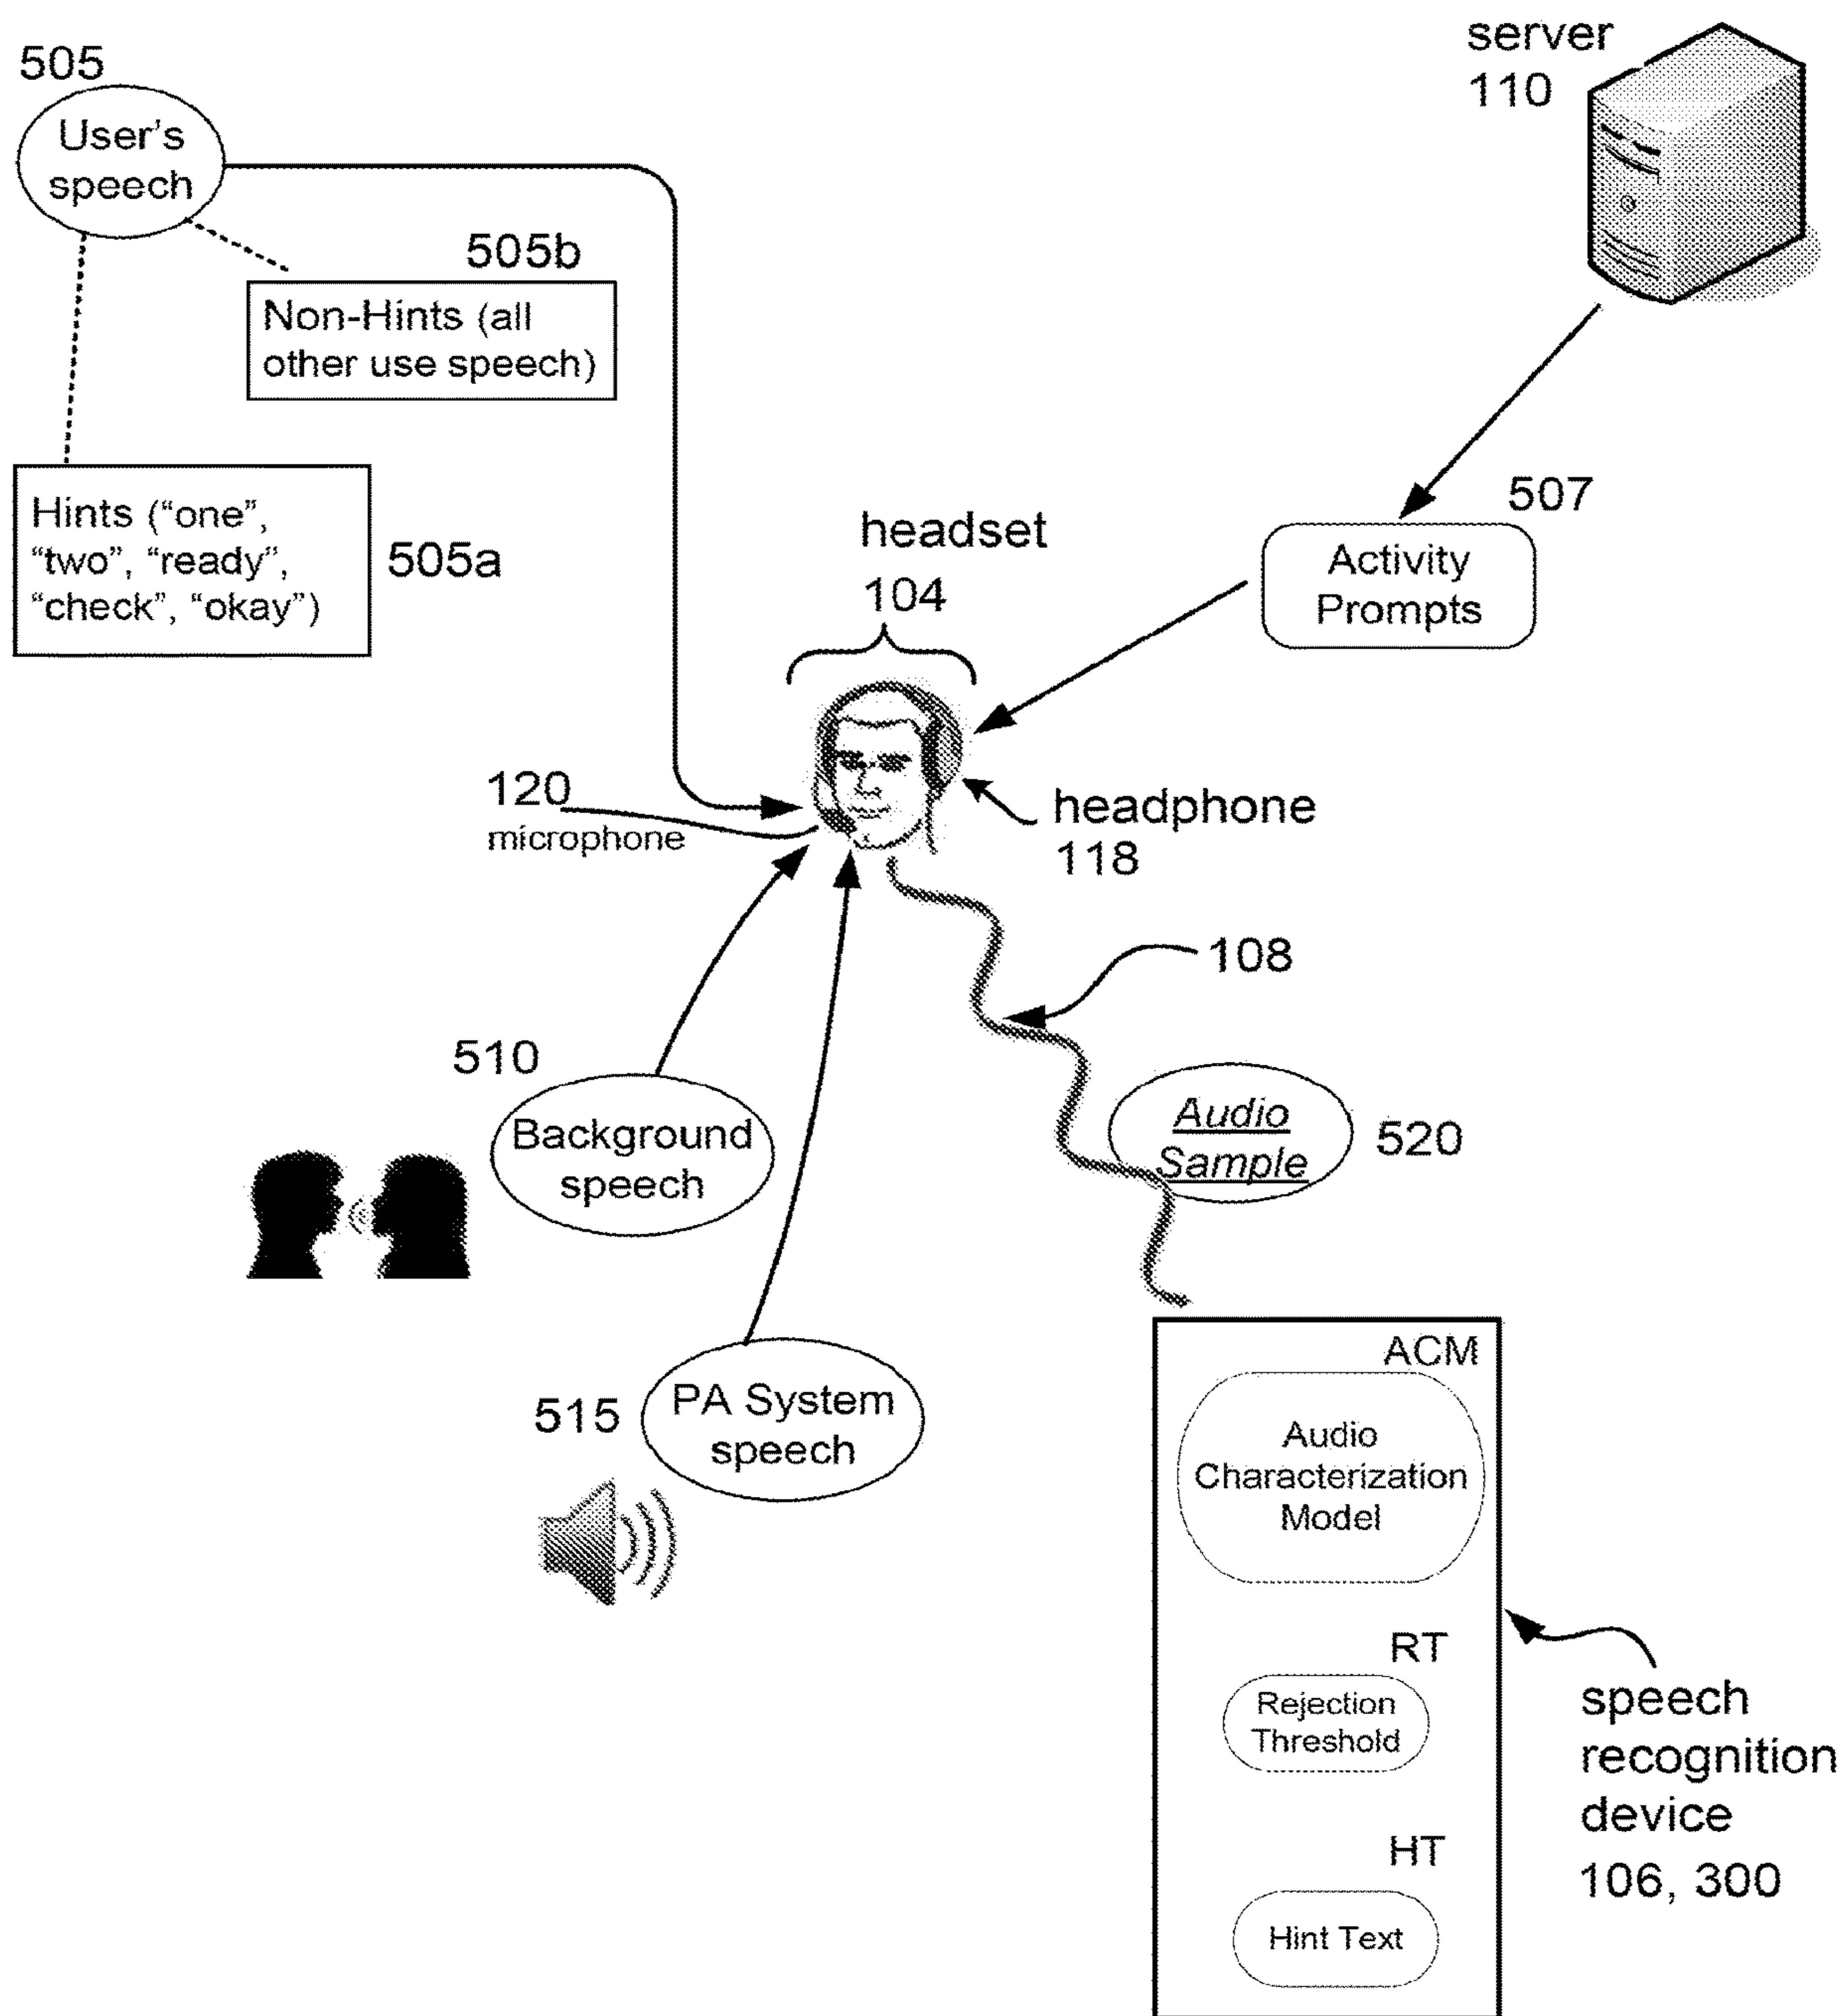 505
User's
speech
505b
Non-Hints (all
other use speech)
Hints (“one”,
“two”, “ready”,
“check”, “okay”)
505a
server
110
507
Activity
Prompts
headset
104
120
microphone
headphone
118
108
510
Background
speech
Audio
Sample
520
515
PA System
speech
ACM
Audio
Characterization
Model
RT
Rejection
Threshold
HT
Hint Text
speech
recognition
device
106, 300